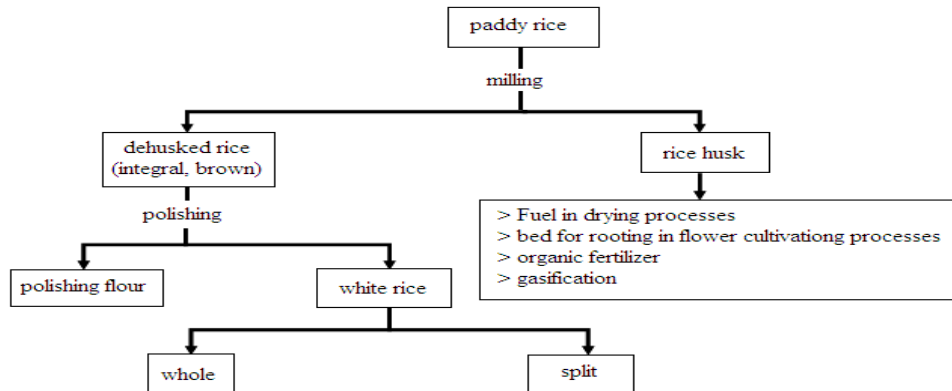 paddy rice
milling
dehusked rice
(integral, brown)
rice husk
polishing
> Fuel in drying processes
> bed for rooting in flower cultivationg processes
> organic fertilizer
> gasification
polishing flour
white rice
whole
split